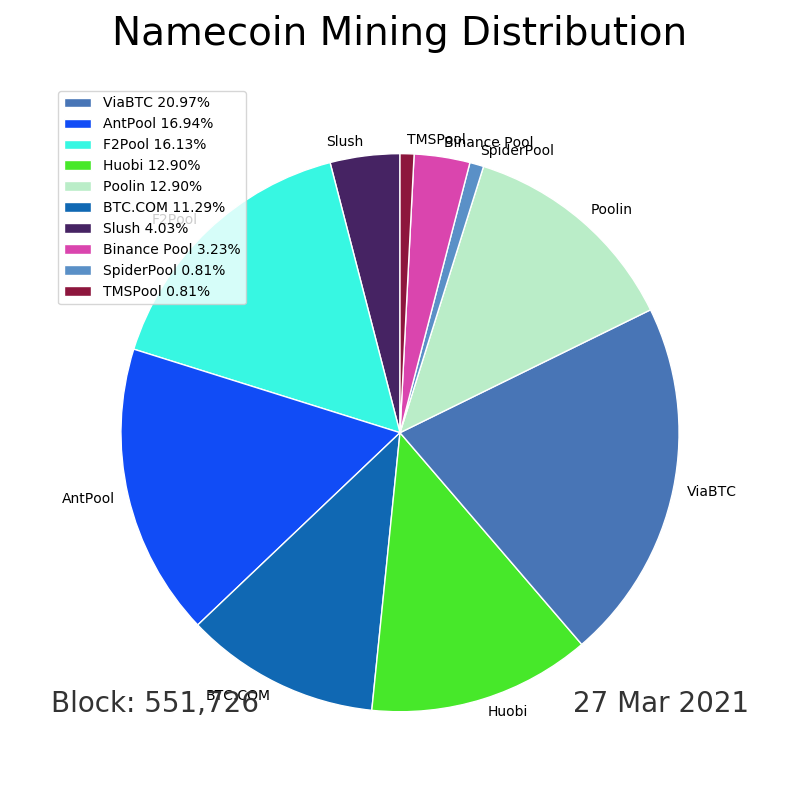 Namecoin Mining Distribution
ViaBTC 20.97%
AntPool 16.94%
F2Pool 16.13%
Huobi 12.90%
Poolin 12.90%
BTC.COM 11.29%
Slush 4.03%
Binance Pool 3.23%
SpiderPool 0.81%
TMSPool 0.81%
Slush
TMSPool
Binance Pool
SpiderPool
Poolin
F2Pool
ViaBTC
AntPool
BTC.COM
Huobi
Block: 551,726
27 Mar 2021